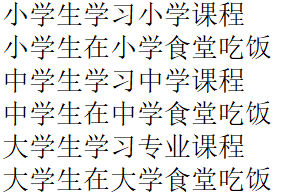 小学生学习小学课程
小学生在小学食堂吃饭
中学生学习中学课程
中学生在中学食堂吃饭
大学生学习专业课程
大学生在大学食堂吃饭